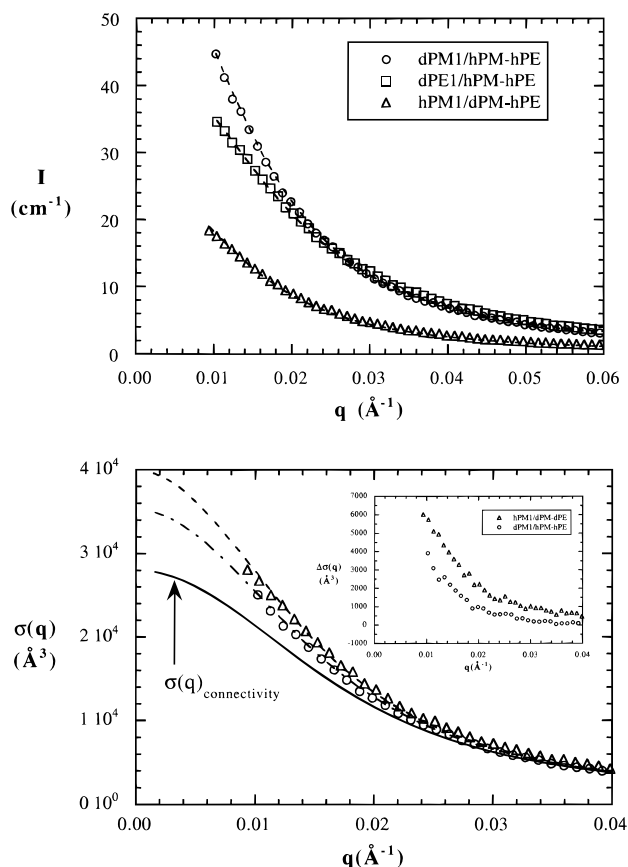 50
40
30
20
10
0
I
(cm⁻¹)
dPM1/hPM-hPE
dPE1/hPM-hPE
hPM1/dPM-hPE
0.00 0.01 0.02 0.03 0.04 0.05 0.06
q (Å⁻¹)
4 10⁴
3 10⁴
2 10⁴
1 10⁴
0 10⁰
σ(q)
(Å³)
σ(q)connectivity
6000
5000
4000
3000
2000
1000
0
-1000
Δσ(q)
(Å³)
hPM1/dPM-dPE
dPM1/hPM-hPE
0.00 0.01 0.02 0.03 0.04
q(Å⁻¹)
0.00 0.01 0.02 0.03 0.04
q(Å⁻¹)